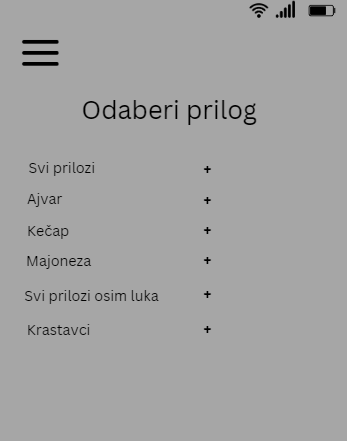 Odaberi prilog
Svi prilozi +
Ajvar +
Kečap +
Majoneza +
Svi prilozi osim luka +
Krastavci +